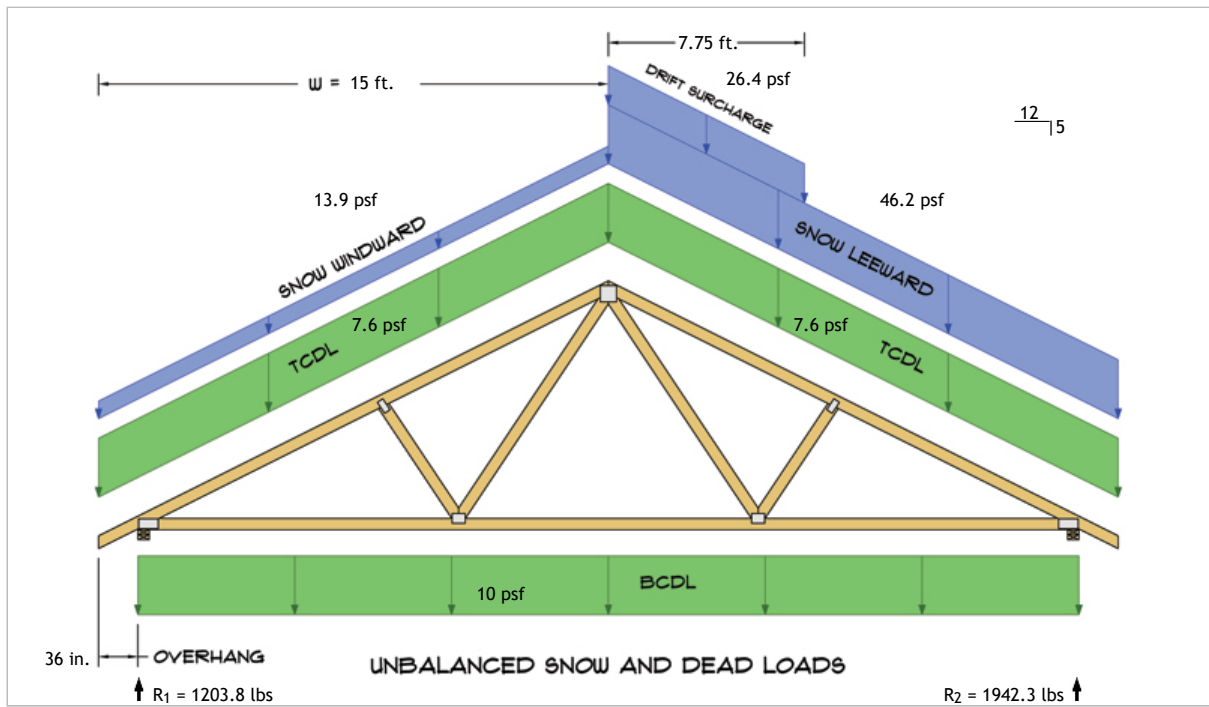 7.75 ft.
W = 15 ft.
DRIFT SURCHARGE
26.4 psf
12
5
13.9 psf
46.2 psf
SNOW WINDWARD
SNOW LEEWARD
7.6 psf
7.6 psf
TCDL
TCDL
10 psf
BCDL
36 in.
OVERHANG
UNBALANCED SNOW AND DEAD LOADS
R1 = 1203.8 lbs
R2 = 1942.3 lbs